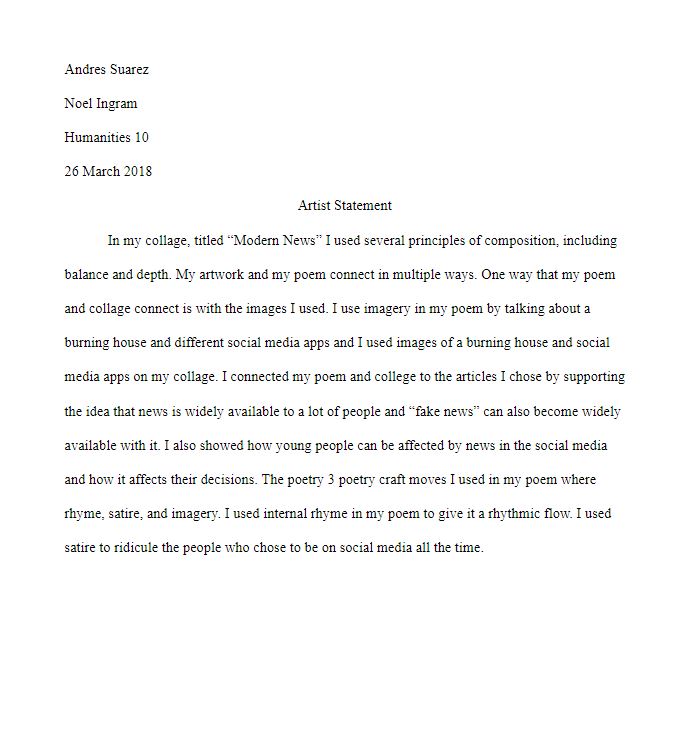 Andres Suarez
Noel Ingram
Humanities 10
26 March 2018
Artist Statement
In my collage, titled “Modern News” I used several principles of composition, including
balance and depth. My artwork and my poem connect in multiple ways. One way that my poem
and collage connect is with the images I used. I use imagery in my poem by talking about a
burning house and different social media apps and I used images of a burning house and social
media apps on my collage. I connected my poem and college to the articles I chose by supporting
the idea that news is widely available to a lot of people and “fake news” can also become widely
available with it. I also showed how young people can be affected by news in the social media
and how it affects their decisions. The poetry 3 poetry craft moves I used in my poem where
rhyme, satire, and imagery. I used internal rhyme in my poem to give it a rhythmic flow. I used
satire to ridicule the people who chose to be on social media all the time.